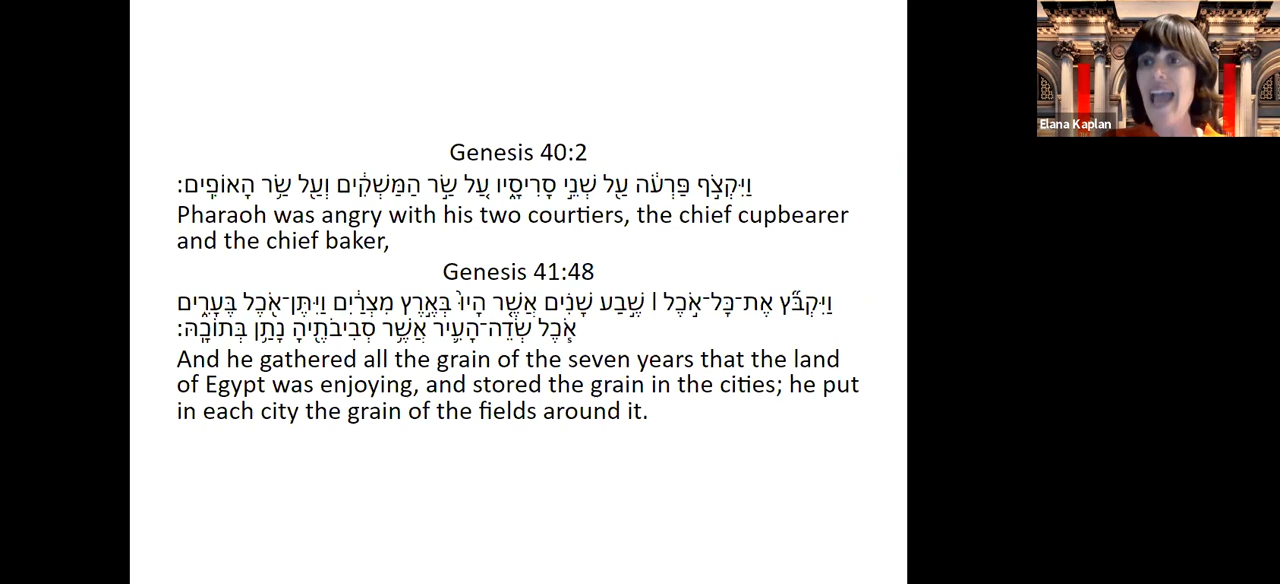 Genesis 40:2
וַיִּקְצֹ֣ף פַּרְעֹ֔ה עַ֖ל שְׁנֵ֣י סָרִיסָ֑יו עַ֚ל שַׂ֣ר הַמַּשְׁקִ֔ים וְעַ֖ל שַׂ֥ר הָאוֹפִֽים׃
Pharaoh was angry with his two courtiers, the chief cupbearer
and the chief baker,
Genesis 41:48
וַיִּקְבֹּ֞ץ אֶת־כׇּל־אֹ֣כֶל ׀ שֶׁ֣בַע שָׁנִ֗ים אֲשֶׁ֤ר הָיוּ֙ בְּאֶ֣רֶץ מִצְרַ֔יִם וַיִּתֶּן־אֹ֖כֶל בֶּעָרִ֑ים
אֹ֧כֶל שְׂדֵה־הָעִ֛יר אֲשֶׁ֥ר סְבִיבֹתֶ֖יהָ נָתַ֥ן בְּתוֹכָֽהּ׃
And he gathered all the grain of the seven years that the land
of Egypt was enjoying, and stored the grain in the cities; he put
in each city the grain of the fields around it.
Elana Kaplan